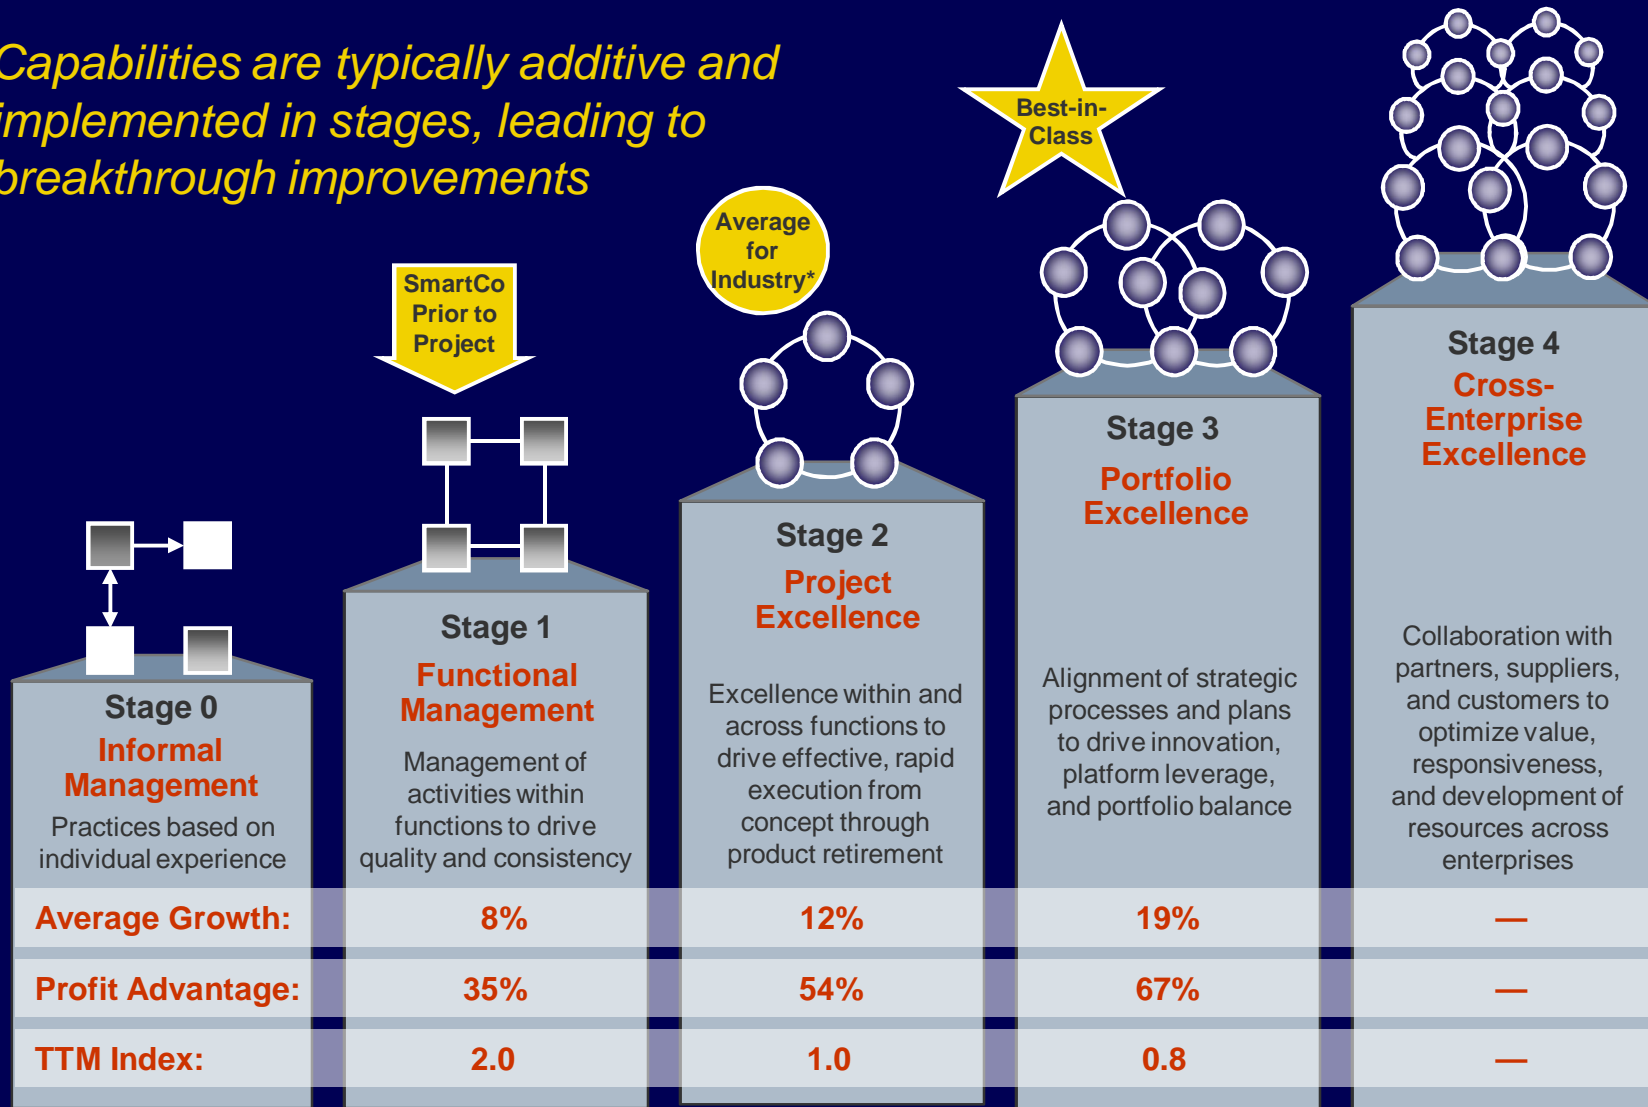 Capabilities are typically additive and
implemented in stages, leading to
breakthrough improvements
SmartCo
Prior to
Project
Average
for
Industry*
Best-in-
Class
Stage 0
Informal
Management
Practices based on
individual experience
Stage 1
Functional
Management
Management of
activities within
functions to drive
quality and consistency
Stage 2
Project
Excellence
Excellence within and
across functions to
drive effective, rapid
execution from
concept through
product retirement
Stage 3
Portfolio
Excellence
Alignment of strategic
processes and plans
to drive innovation,
platform leverage,
and portfolio balance
Stage 4
Cross-
Enterprise
Excellence
Collaboration with
partners, suppliers,
and customers to
optimize value,
responsiveness,
and development of
resources across
enterprises
Average Growth: 8% 12% 19% —
Profit Advantage: 35% 54% 67% —
TTM Index: 2.0 1.0 0.8 —